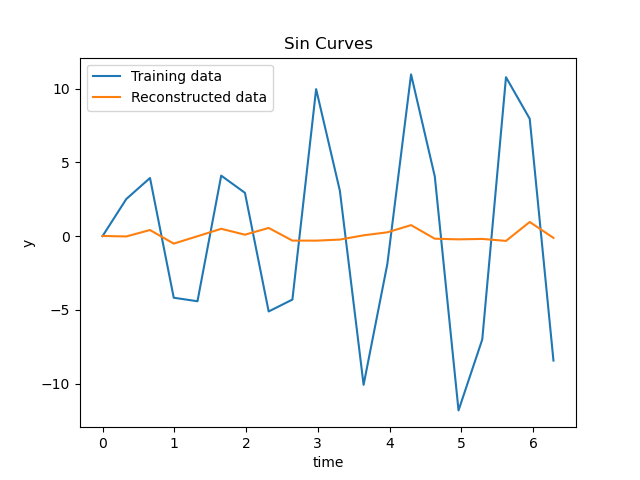 Sin Curves
Training data
Reconstructed data
10
5
0
−5
−10
y
0 1 2 3 4 5 6
time